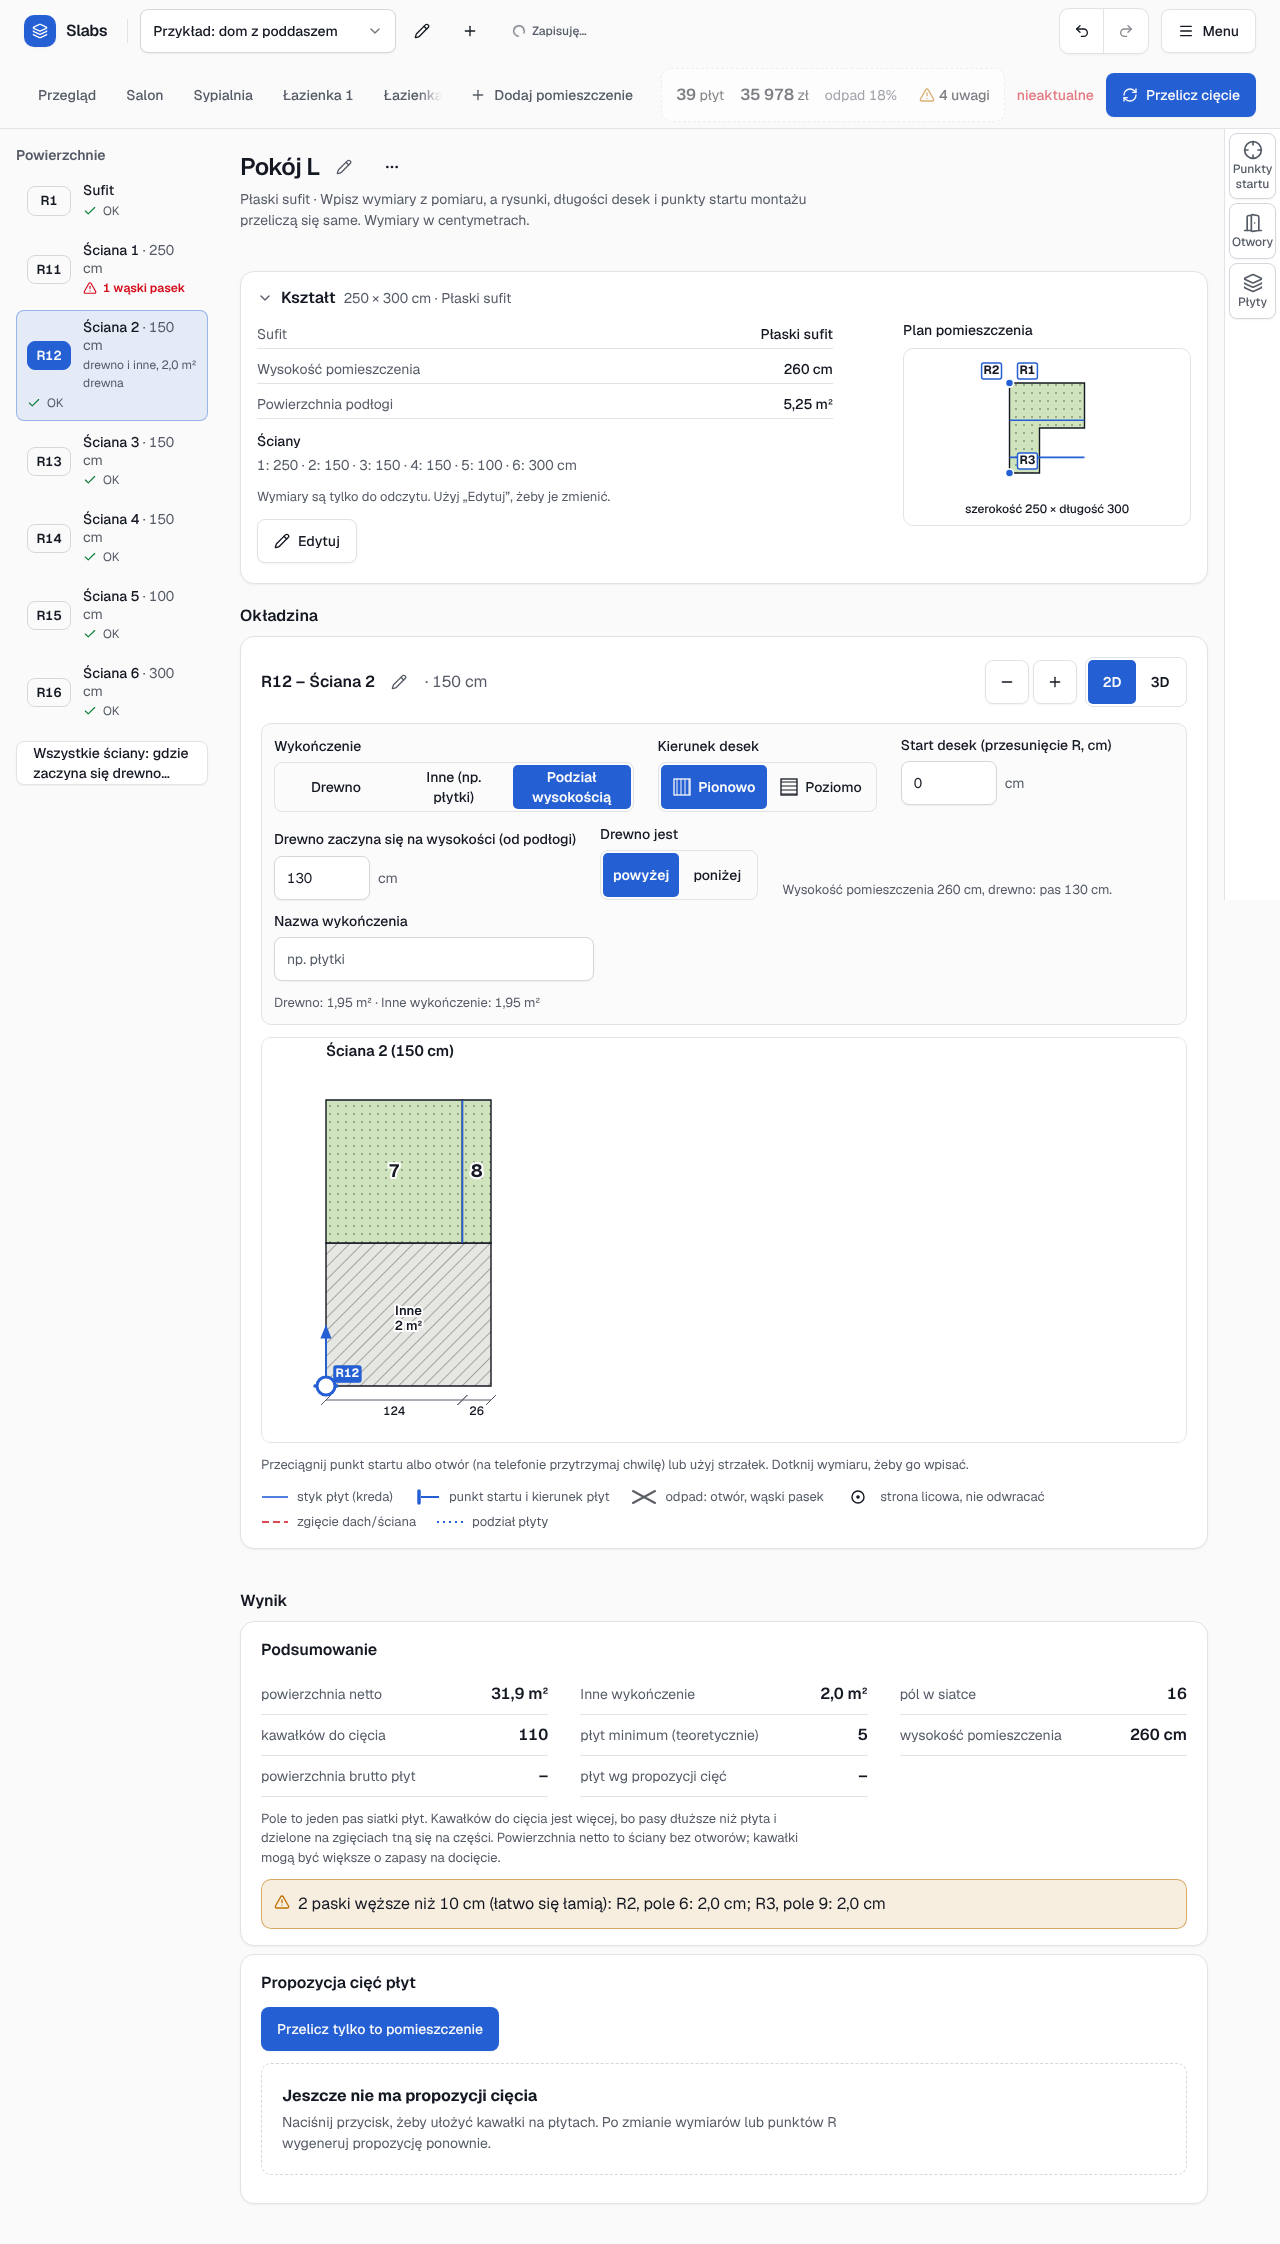 Slabs
Przykład: dom z poddaszem
Zapisuję…
Menu
Przegląd
Salon
Sypialnia
Łazienka 1
Łazienka
Dodaj pomieszczenie
39 płyt 35 978 zł odpad 18% 4 uwagi
nieaktualne
Przelicz cięcie
Powierzchnie
R1
Sufit
OK
R11
Ściana 1 · 250
cm
1 wąski pasek
R12
Ściana 2 · 150
cm
drewno i inne, 2,0 m²
drewna
OK
R13
Ściana 3 · 150
cm
OK
R14
Ściana 4 · 150
cm
OK
R15
Ściana 5 · 100
cm
OK
R16
Ściana 6 · 300
cm
OK
Wszystkie ściany: gdzie
zaczyna się drewno…
Punkty
startu
Otwory
Płyty
Pokój L
Płaski sufit · Wpisz wymiary z pomiaru, a rysunki, długości desek i punkty startu montażu
przeliczą się same. Wymiary w centymetrach.
Kształt 250 × 300 cm · Płaski sufit
Sufit Płaski sufit
Wysokość pomieszczenia 260 cm
Powierzchnia podłogi 5,25 m²
Ściany
1: 250 · 2: 150 · 3: 150 · 4: 150 · 5: 100 · 6: 300 cm
Wymiary są tylko do odczytu. Użyj „Edytuj”, żeby je zmienić.
Edytuj
Plan pomieszczenia
R2 R1
R3
szerokość 250 × długość 300
Okładzina
R12 – Ściana 2 · 150 cm
2D 3D
Wykończenie
Drewno
Inne (np.
płytki)
Podział
wysokością
Kierunek desek
Pionowo
Poziomo
Start desek (przesunięcie R, cm)
0 cm
Drewno zaczyna się na wysokości (od podłogi)
130 cm
Drewno jest
powyżej poniżej
Wysokość pomieszczenia 260 cm, drewno: pas 130 cm.
Nazwa wykończenia
np. płytki
Drewno: 1,95 m² · Inne wykończenie: 1,95 m²
Ściana 2 (150 cm)
7 8
Inne
2 m²
R12
124 26
Przeciągnij punkt startu albo otwór (na telefonie przytrzymaj chwilę) lub użyj strzałek. Dotknij wymiaru, żeby go wpisać.
styk płyt (kreda) punkt startu i kierunek płyt odpad: otwór, wąski pasek strona licowa, nie odwracać
zgięcie dach/ściana podział płyty
Wynik
Podsumowanie
powierzchnia netto 31,9 m² Inne wykończenie 2,0 m² pól w siatce 16
kawałków do cięcia 110 płyt minimum (teoretycznie) 5 wysokość pomieszczenia 260 cm
powierzchnia brutto płyt – płyt wg propozycji cięć –
Pole to jeden pas siatki płyt. Kawałków do cięcia jest więcej, bo pasy dłuższe niż płyta i
dzielone na zgięciach tną się na części. Powierzchnia netto to ściany bez otworów; kawałki
mogą być większe o zapasy na docięcie.
2 paski węższe niż 10 cm (łatwo się łamią): R2, pole 6: 2,0 cm; R3, pole 9: 2,0 cm
Propozycja cięć płyt
Przelicz tylko to pomieszczenie
Jeszcze nie ma propozycji cięcia
Naciśnij przycisk, żeby ułożyć kawałki na płytach. Po zmianie wymiarów lub punktów R
wygeneruj propozycję ponownie.